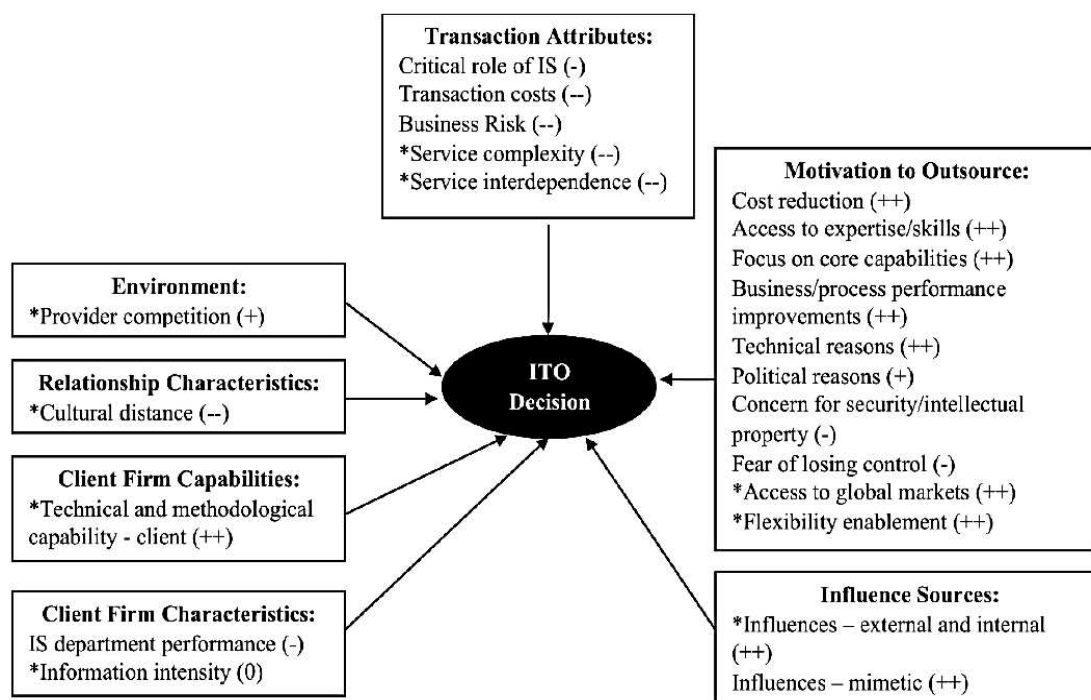 Transaction Attributes:
Critical role of IS (-)
Transaction costs (--)
Business Risk (--)
*Service complexity (--)
*Service interdependence (--)
Motivation to Outsource:
Cost reduction (++)
Access to expertise/skills (++)
Focus on core capabilities (++)
Business/process performance
improvements (++)
Technical reasons (++)
Political reasons (+)
Concern for security/intellectual
property (-)
Fear of losing control (-)
*Access to global markets (++)
*Flexibility enablement (++)
Environment:
*Provider competition (+)
Relationship Characteristics:
*Cultural distance (--)
ITO
Decision
Client Firm Capabilities:
*Technical and methodological
capability - client (++)
Client Firm Characteristics:
IS department performance (-)
*Information intensity (0)
Influence Sources:
*Influences – external and internal
(++)
Influences – mimetic (++)